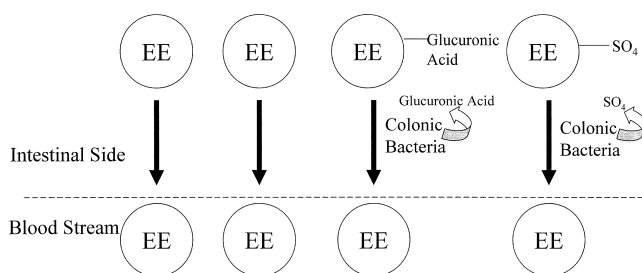 EE EE EE Glucuronic Acid EE SO4
Glucuronic Acid SO4
Colonic Bacteria Colonic Bacteria
Intestinal Side
Blood Stream EE EE EE EE